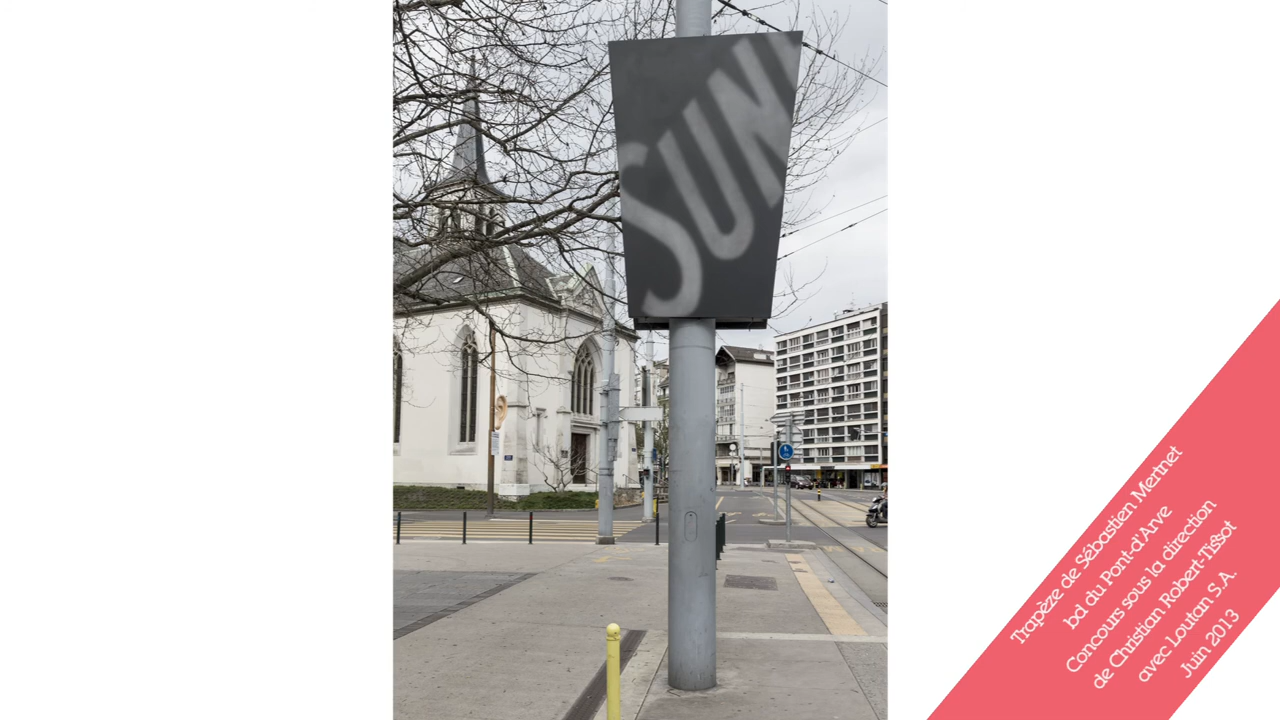 SUN
Trapèze de Sébastien Mettnet
bd du Pont-d'Arve
Concours sous la direction
de Christian Robert-Tissot
avec Loutan S.A.
Juin 2013